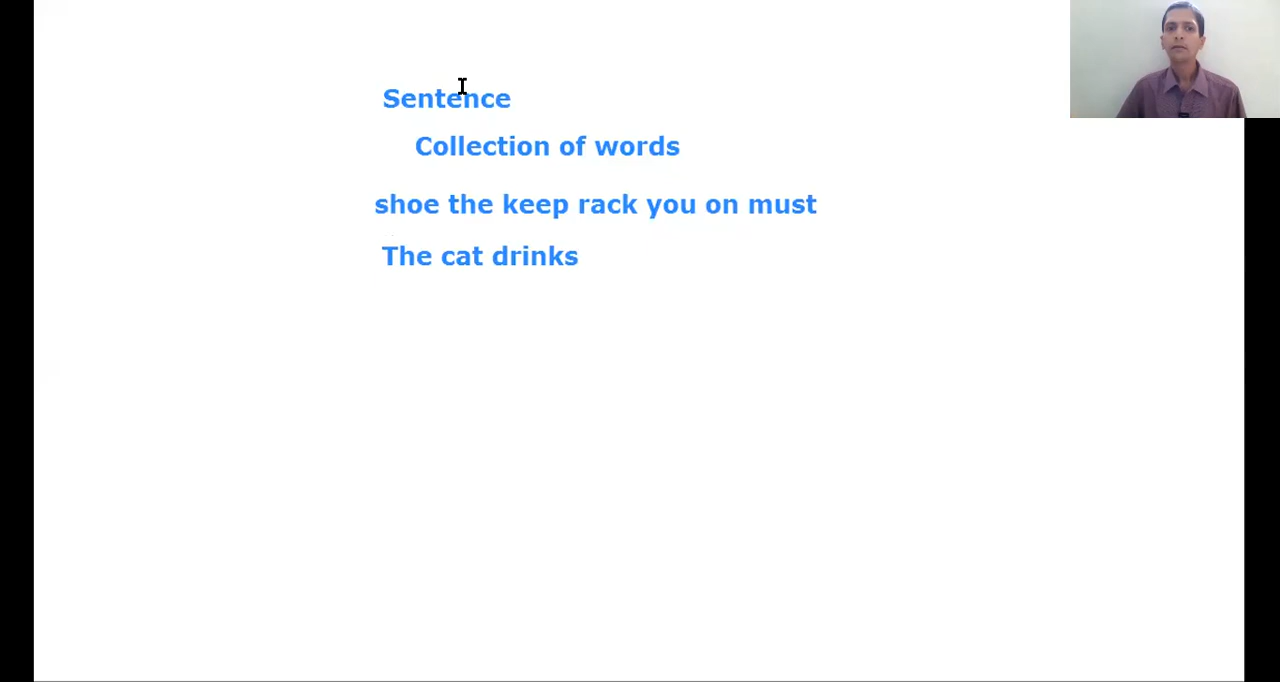 Sentence
Collection of words
shoe the keep rack you on must
The cat drinks